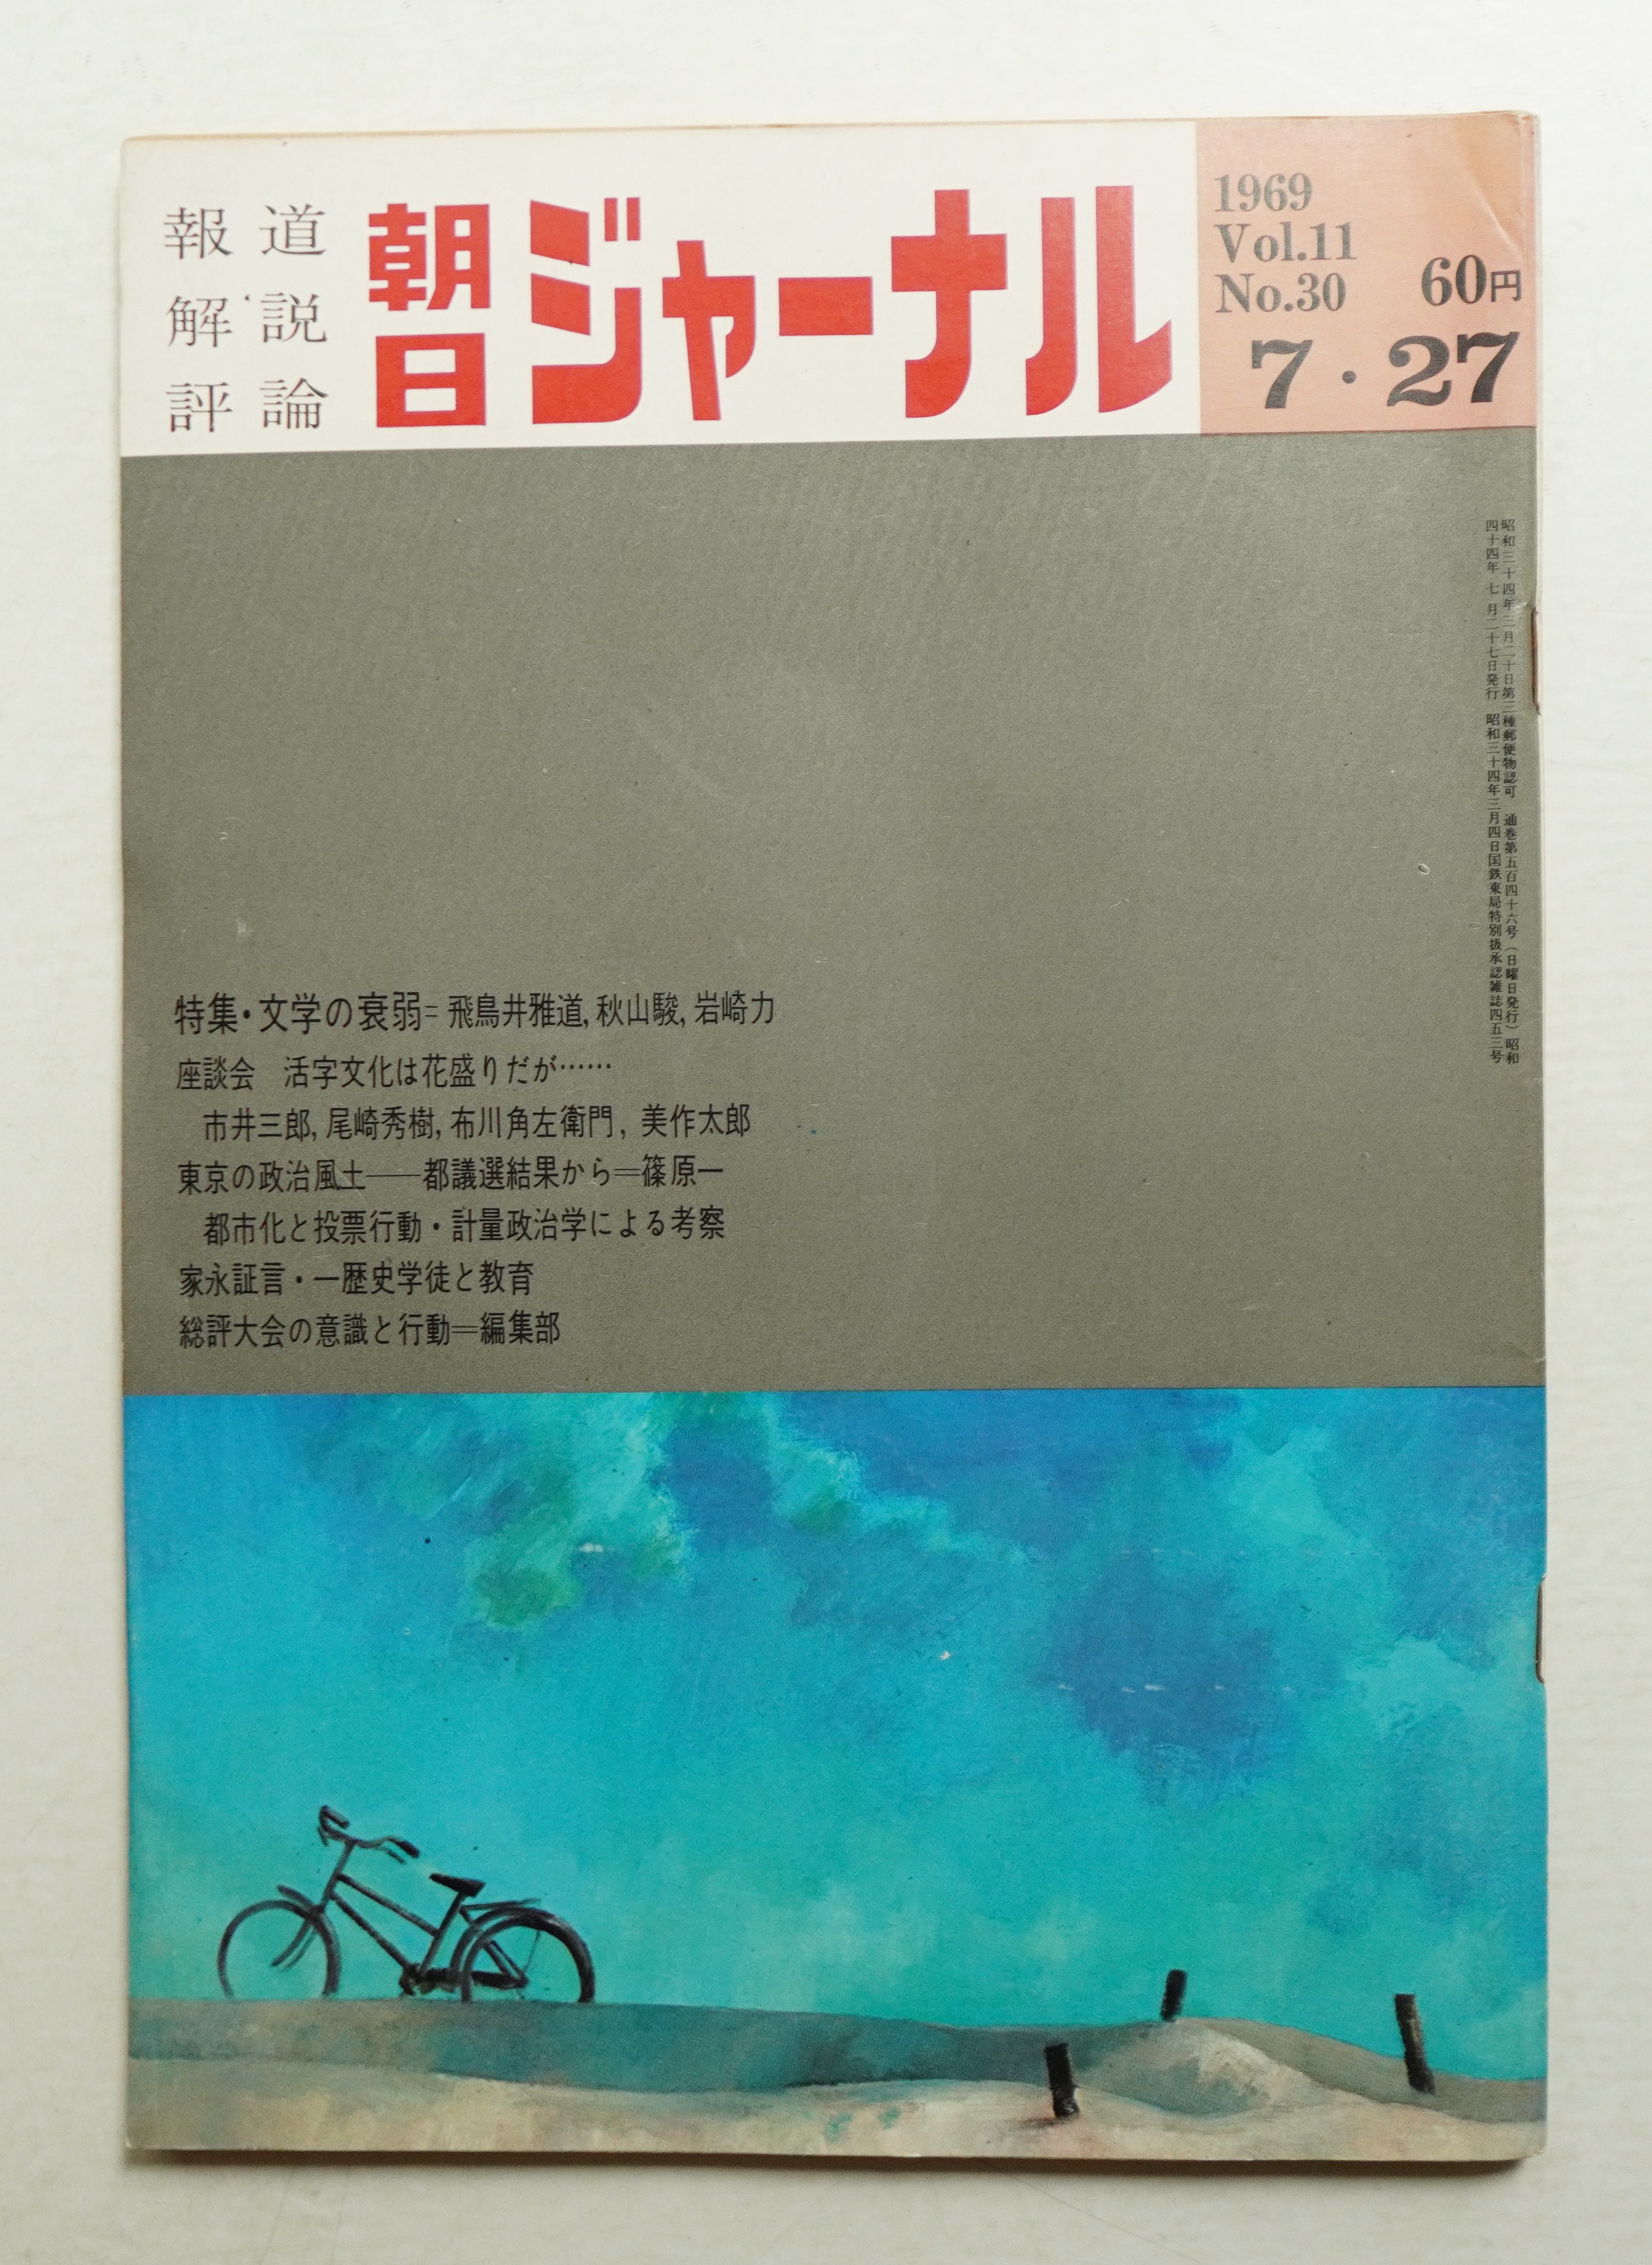 報道
解説
評論
朝日ジャーナル
1969
Vol.11
No.30
60円
7・27
昭和三十四年三月二十日第三種郵便物認可 通巻第五百四十六号(日曜日発行)昭和
四十四年七月二十七日発行 昭和三十四年三月四日国鉄東局特別扱承認雑誌四五三号
特集・文学の衰弱=飛鳥井雅道,秋山駿,岩崎力
座談会 活字文化は花盛りだが……
市井三郎,尾崎秀樹,布川角左衛門,美作太郎
東京の政治風土——都議選結果から=篠原一
都市化と投票行動・計量政治学による考察
家永証言・一歴史学徒と教育
総評大会の意識と行動=編集部